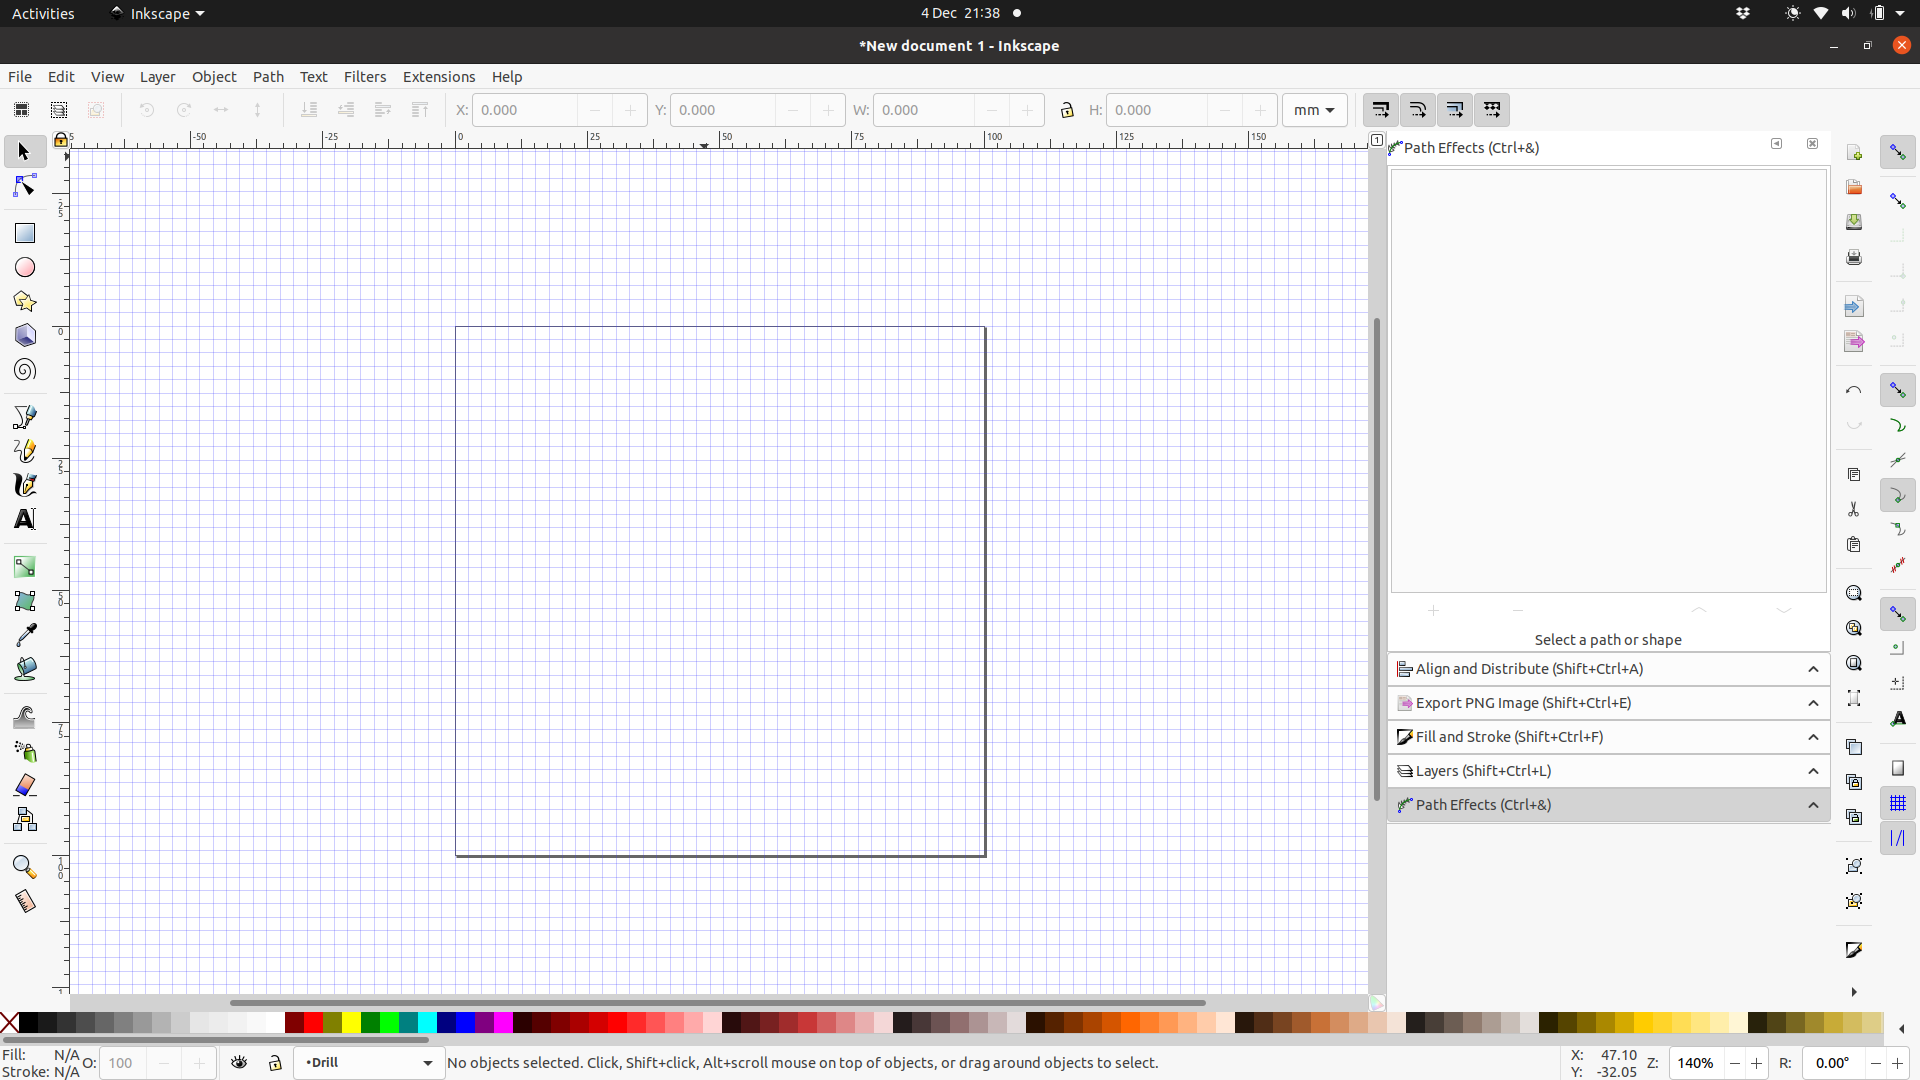 Activities Inkscape 4 Dec 21:38
*New document 1 - Inkscape
File Edit View Layer Object Path Text Filters Extensions Help
X: 0.000 Y: 0.000 W: 0.000 H: 0.000 mm
-50 -25 0 25 50 75 100 125 150
Path Effects (Ctrl+&)
Select a path or shape
Align and Distribute (Shift+Ctrl+A)
Export PNG Image (Shift+Ctrl+E)
Fill and Stroke (Shift+Ctrl+F)
Layers (Shift+Ctrl+L)
Path Effects (Ctrl+&)
Fill: N/A O: 100 •Drill No objects selected. Click, Shift+click, Alt+scroll mouse on top of objects, or drag around objects to select. X: 47.10 Z: 140% R: 0.00°
Stroke: N/A Y: -32.05